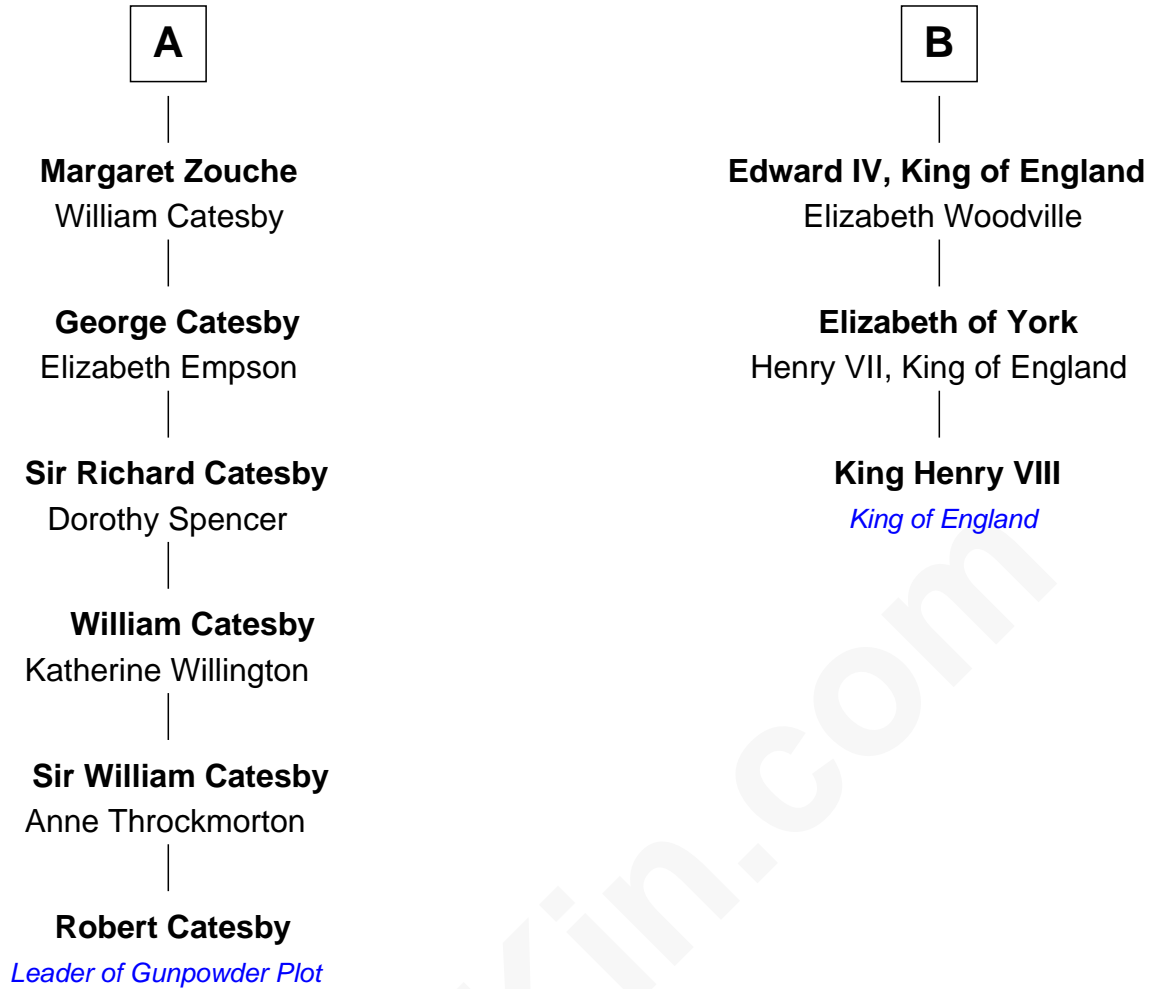 A
Margaret Zouche
William Catesby
George Catesby
Elizabeth Empson
Sir Richard Catesby
Dorothy Spencer
William Catesby
Katherine Willington
Sir William Catesby
Anne Throckmorton
Robert Catesby
Leader of Gunpowder Plot
B
Edward IV, King of England
Elizabeth Woodville
Elizabeth of York
Henry VII, King of England
King Henry VIII
King of England
Kin.com